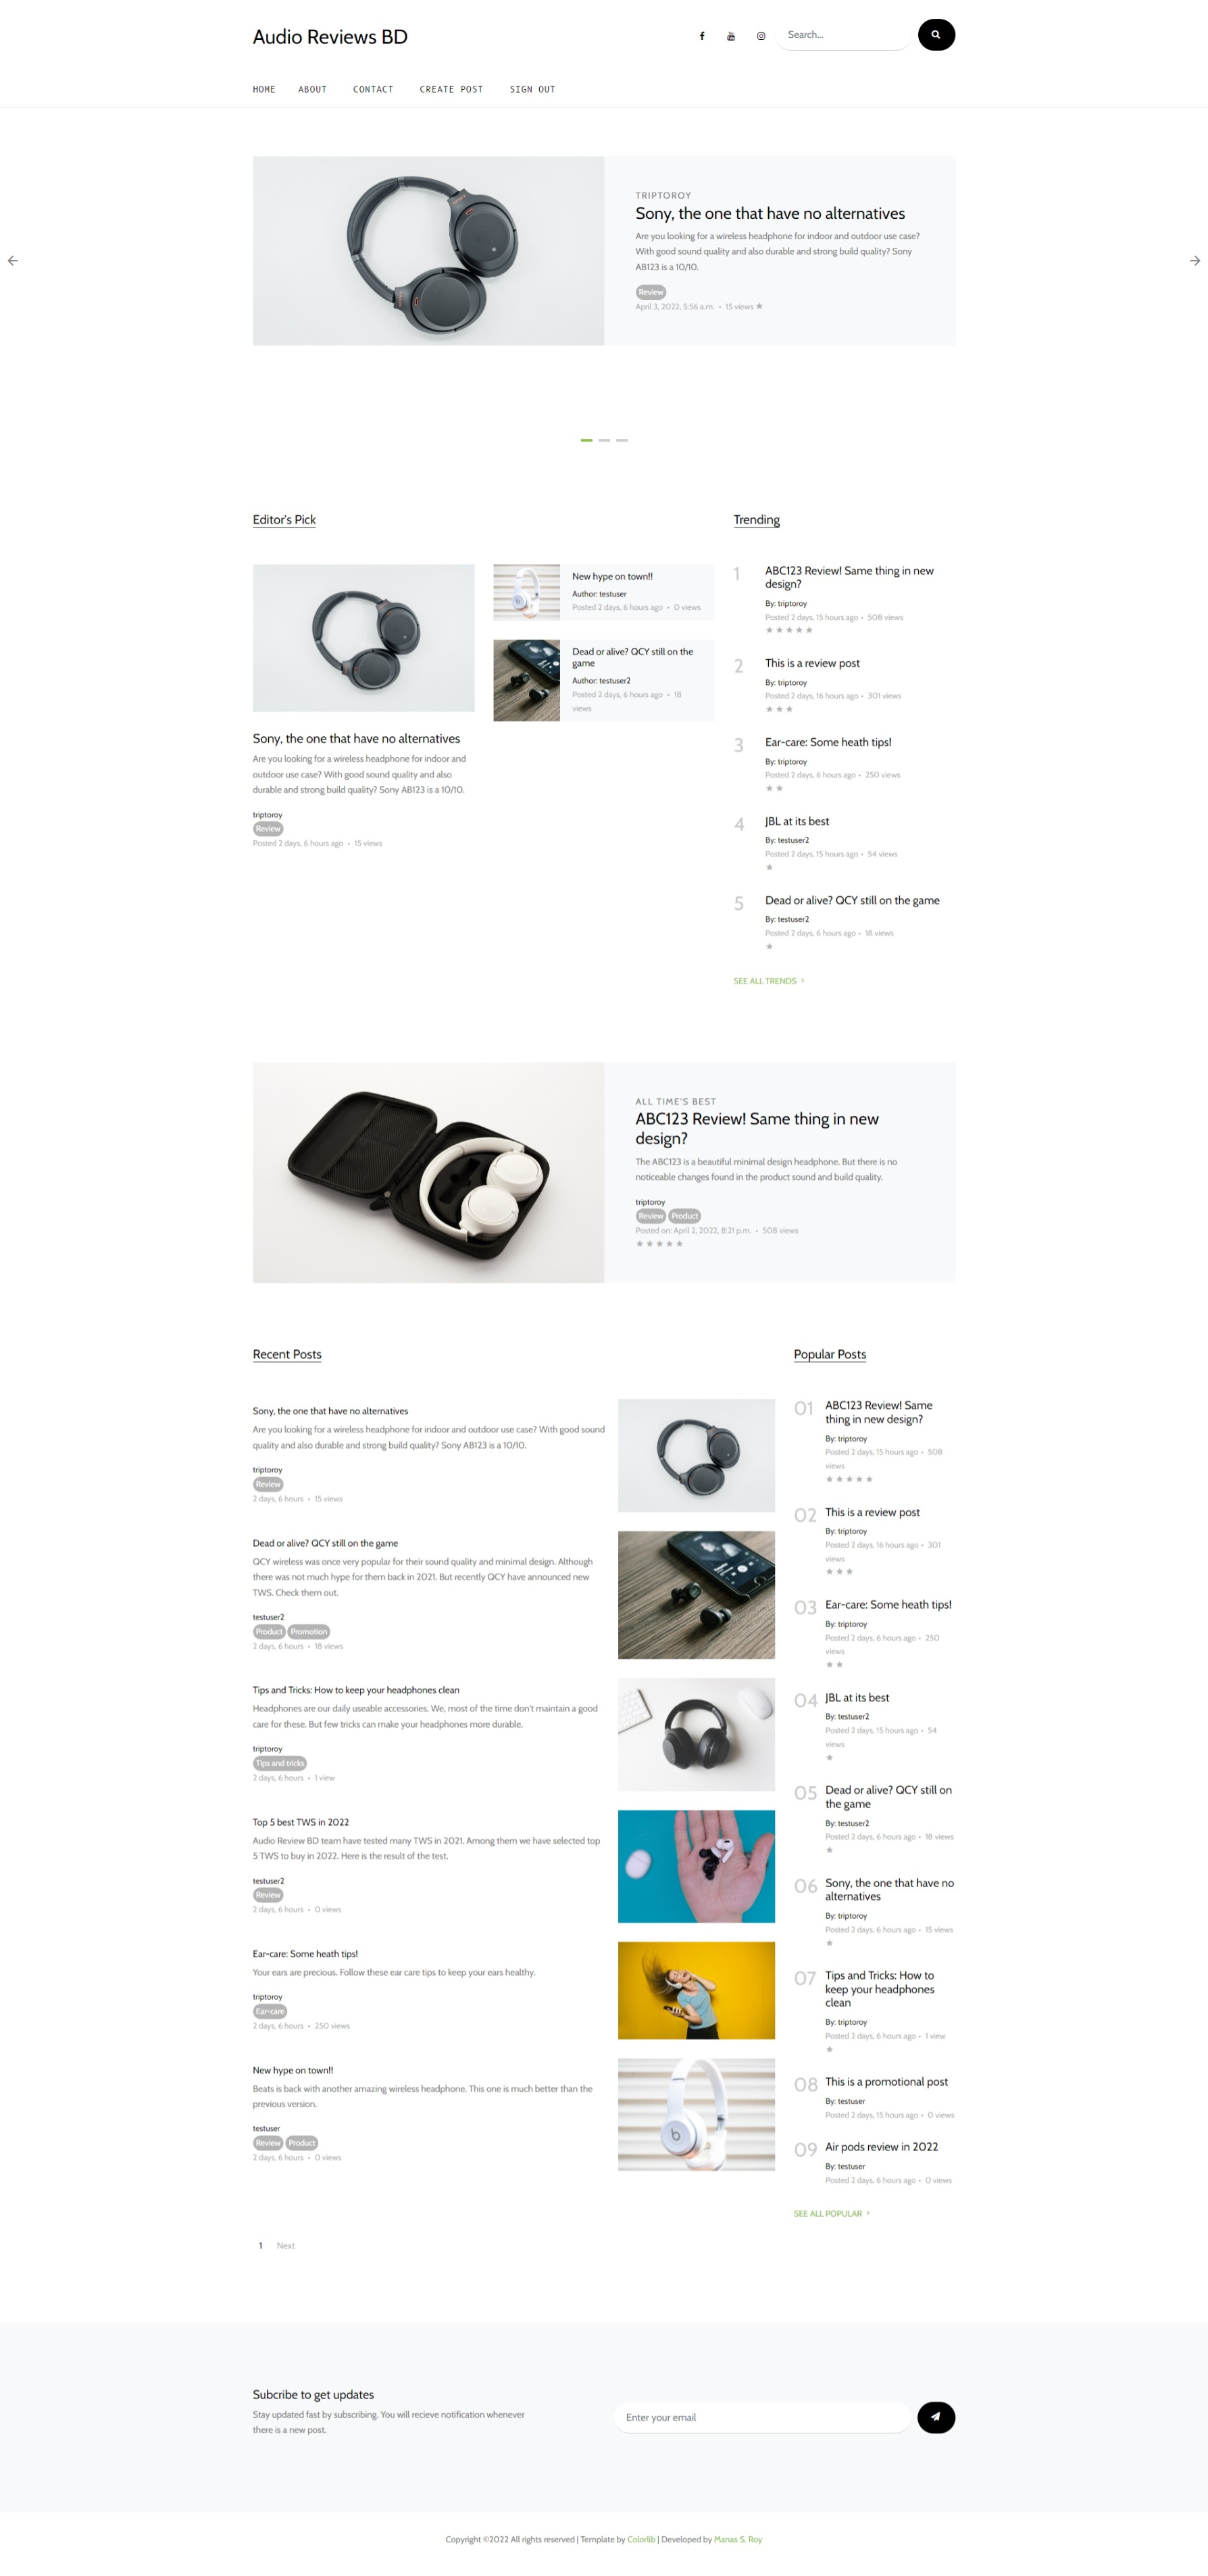 Audio Reviews BD
Search...
HOME ABOUT CONTACT CREATE POST SIGN OUT
TRIPTOROY
Sony, the one that have no alternatives
Are you looking for a wireless headphone for indoor and outdoor use case?
With good sound quality and also durable and strong build quality? Sony
AB123 is a 10/10.
Review
April 3, 2022, 5:56 a.m. • 15 views ★
Editor's Pick
Sony, the one that have no alternatives
Are you looking for a wireless headphone for indoor and
outdoor use case? With good sound quality and also
durable and strong build quality? Sony AB123 is a 10/10.
triptoroy
Review
Posted 2 days, 6 hours ago • 15 views
New hype on town!!
Author: testuser
Posted 2 days, 6 hours ago • 0 views
Dead or alive? QCY still on the
game
Author: testuser2
Posted 2 days, 6 hours ago • 18
views
Trending
1
ABC123 Review! Same thing in new
design?
By: triptoroy
Posted 2 days, 15 hours ago • 508 views
★ ★ ★ ★ ★
2
This is a review post
By: triptoroy
Posted 2 days, 16 hours ago • 301 views
★ ★ ★
3
Ear-care: Some heath tips!
By: triptoroy
Posted 2 days, 6 hours ago • 250 views
★ ★
4
JBL at its best
By: testuser2
Posted 2 days, 15 hours ago • 54 views
★
5
Dead or alive? QCY still on the game
By: testuser2
Posted 2 days, 6 hours ago • 18 views
★
SEE ALL TRENDS
ALL TIME'S BEST
ABC123 Review! Same thing in new
design?
The ABC123 is a beautiful minimal design headphone. But there is no
noticeable changes found in the product sound and build quality.
triptoroy
Review Product
Posted on: April 2, 2022, 8:21 p.m. • 508 views
★ ★ ★ ★ ★
Recent Posts
Sony, the one that have no alternatives
Are you looking for a wireless headphone for indoor and outdoor use case? With good sound
quality and also durable and strong build quality? Sony AB123 is a 10/10.
triptoroy
Review
2 days, 6 hours • 15 views
Dead or alive? QCY still on the game
QCY wireless was once very popular for their sound quality and minimal design. Although
there was not much hype for them back in 2021. But recently QCY have announced new
TWS. Check them out.
testuser2
Product Promotion
2 days, 6 hours • 18 views
Tips and Tricks: How to keep your headphones clean
Headphones are our daily useable accessories. We, most of the time don't maintain a good
care for these. But few tricks can make your headphones more durable.
triptoroy
Tips and tricks
2 days, 6 hours • 1 view
Top 5 best TWS in 2022
Audio Review BD team have tested many TWS in 2021. Among them we have selected top
5 TWS to buy in 2022. Here is the result of the test.
testuser2
Review
2 days, 6 hours • 0 views
Ear-care: Some heath tips!
Your ears are precious. Follow these ear care tips to keep your ears healthy.
triptoroy
Ear-care
2 days, 6 hours • 250 views
New hype on town!!
Beats is back with another amazing wireless headphone. This one is much better than the
previous version.
testuser
Review Product
2 days, 6 hours • 0 views
1 Next
Popular Posts
01
ABC123 Review! Same
thing in new design?
By: triptoroy
Posted 2 days, 15 hours ago • 508
views
★ ★ ★ ★ ★
02
This is a review post
By: triptoroy
Posted 2 days, 16 hours ago • 301
views
★ ★ ★
03
Ear-care: Some heath tips!
By: triptoroy
Posted 2 days, 6 hours ago • 250
views
★ ★
04
JBL at its best
By: testuser2
Posted 2 days, 15 hours ago • 54
views
★
05
Dead or alive? QCY still on
the game
By: testuser2
Posted 2 days, 6 hours ago • 18 views
★
06
Sony, the one that have no
alternatives
By: triptoroy
Posted 2 days, 6 hours ago • 15 views
★
07
Tips and Tricks: How to
keep your headphones
clean
By: triptoroy
Posted 2 days, 6 hours ago • 1 view
★
08
This is a promotional post
By: testuser
Posted 2 days, 15 hours ago • 0 views
09
Air pods review in 2022
By: testuser
Posted 2 days, 6 hours ago • 0 views
SEE ALL POPULAR
Subcribe to get updates
Stay updated fast by subscribing. You will recieve notification whenever
there is a new post.
Enter your email
Copyright ©2022 All rights reserved | Template by Colorlib | Developed by Manas S. Roy